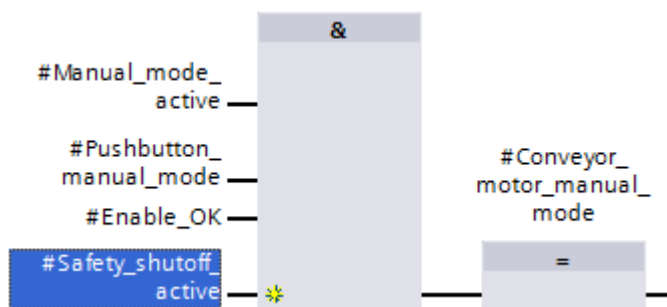 &
#Manual_mode_
active
#Pushbutton_
manual_mode
#Enable_OK
#Safety_shutoff_
active
#Conveyor_
motor_manual_
mode
=